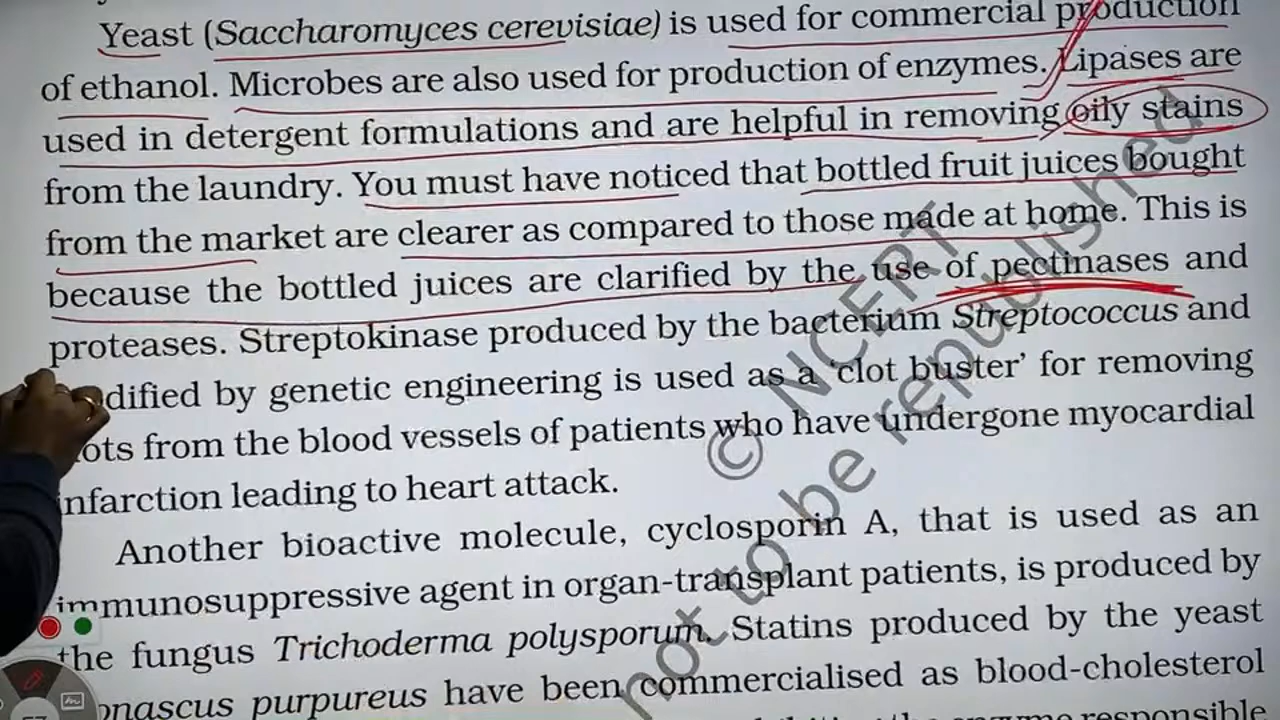 Yeast (Saccharomyces cerevisiae) is used for commercial production
of ethanol. Microbes are also used for production of enzymes. Lipases are
used in detergent formulations and are helpful in removing oily stains
from the laundry. You must have noticed that bottled fruit juices bought
from the market are clearer as compared to those made at home. This is
because the bottled juices are clarified by the use of pectinases and
proteases. Streptokinase produced by the bacterium Streptococcus and
dified by genetic engineering is used as a 'clot buster' for removing
ots from the blood vessels of patients who have undergone myocardial
infarction leading to heart attack.
Another bioactive molecule, cyclosporin A, that is used as an
immunosuppressive agent in organ-transplant patients, is produced by
the fungus Trichoderma polysporum. Statins produced by the yeast
onascus purpureus have been commercialised as blood-cholesterol
responsible
© NCERT
not to be republished